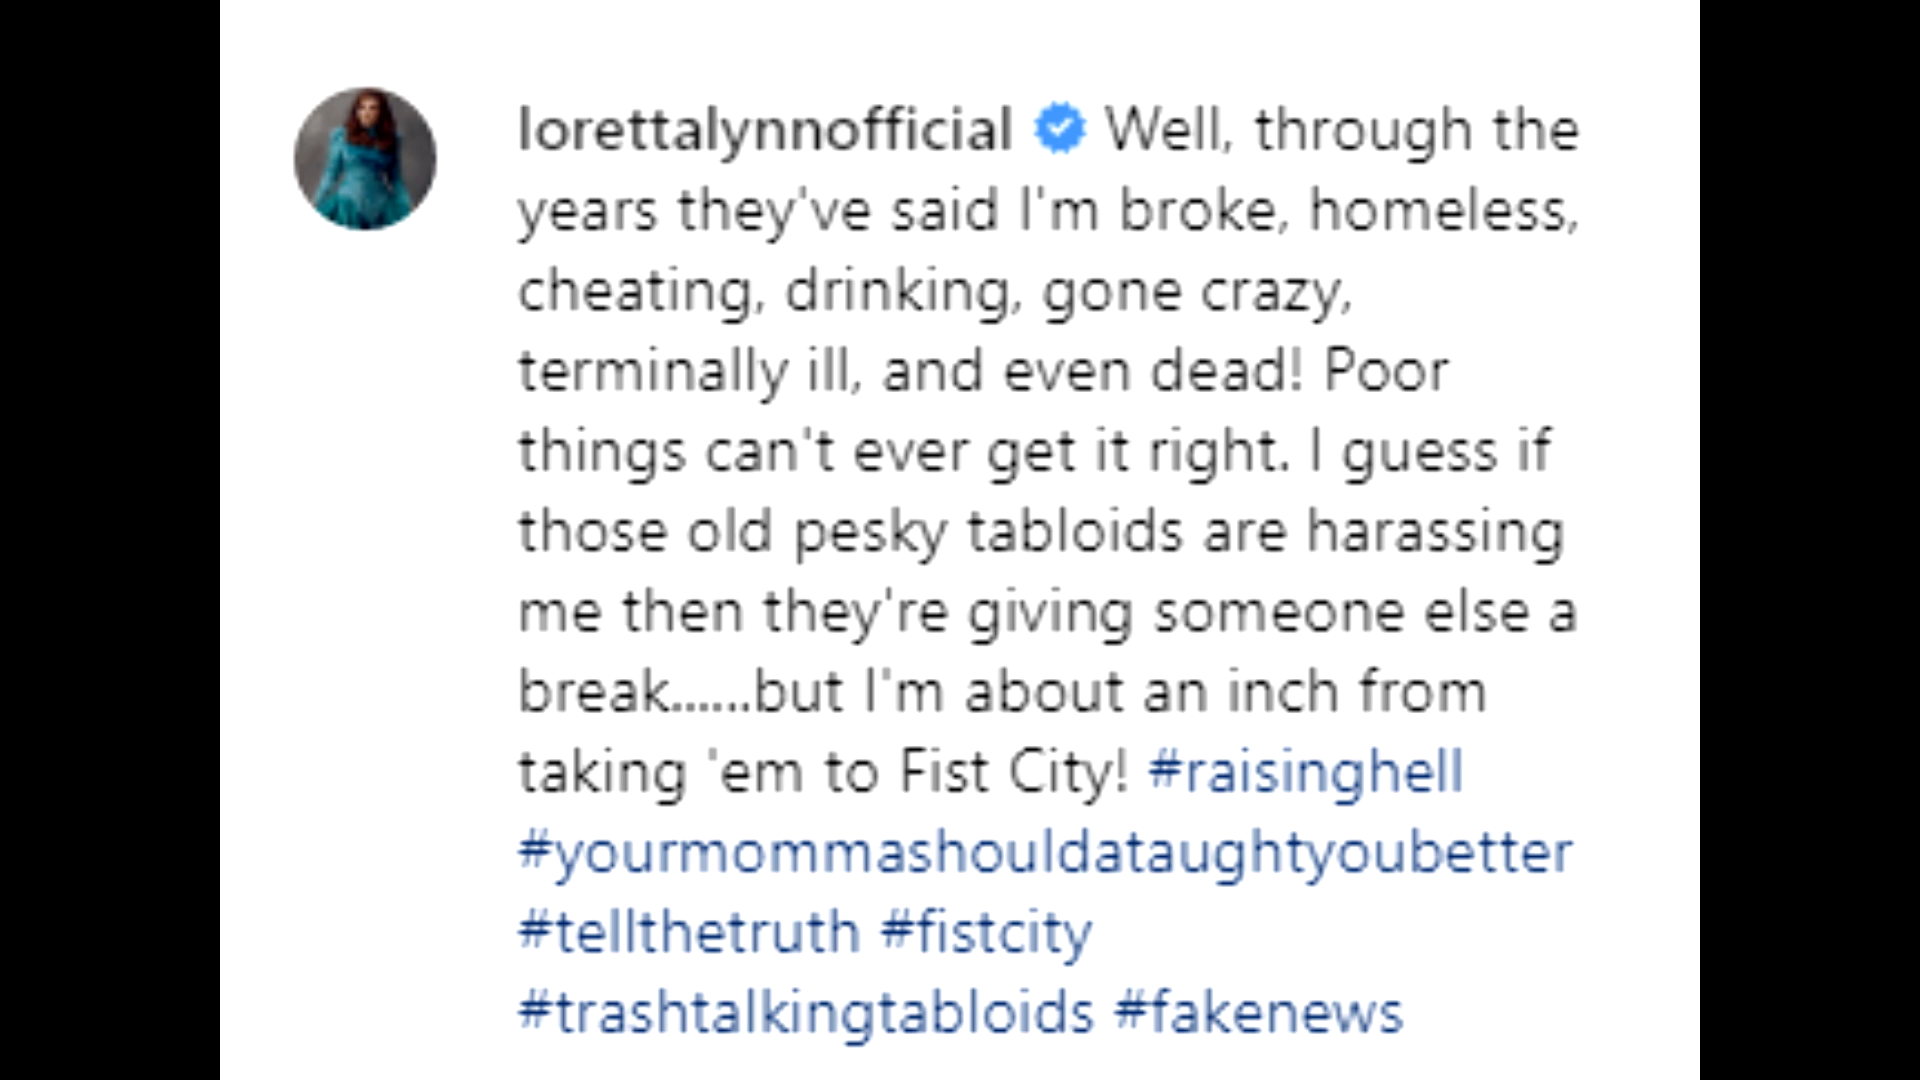 lorettalynnofficial Well, through the
years they've said I'm broke, homeless,
cheating, drinking, gone crazy,
terminally ill, and even dead! Poor
things can't ever get it right. I guess if
those old pesky tabloids are harassing
me then they're giving someone else a
break.......but I'm about an inch from
taking 'em to Fist City! #raisinghell
#yourmommashouldataughtyoubetter
#tellthetruth #fistcity
#trashtalkingtabloids #fakenews